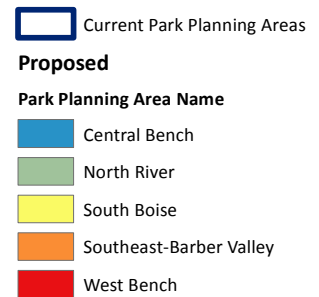 Current Park Planning Areas
Proposed
Park Planning Area Name
Central Bench
North River
South Boise
Southeast-Barber Valley
West Bench